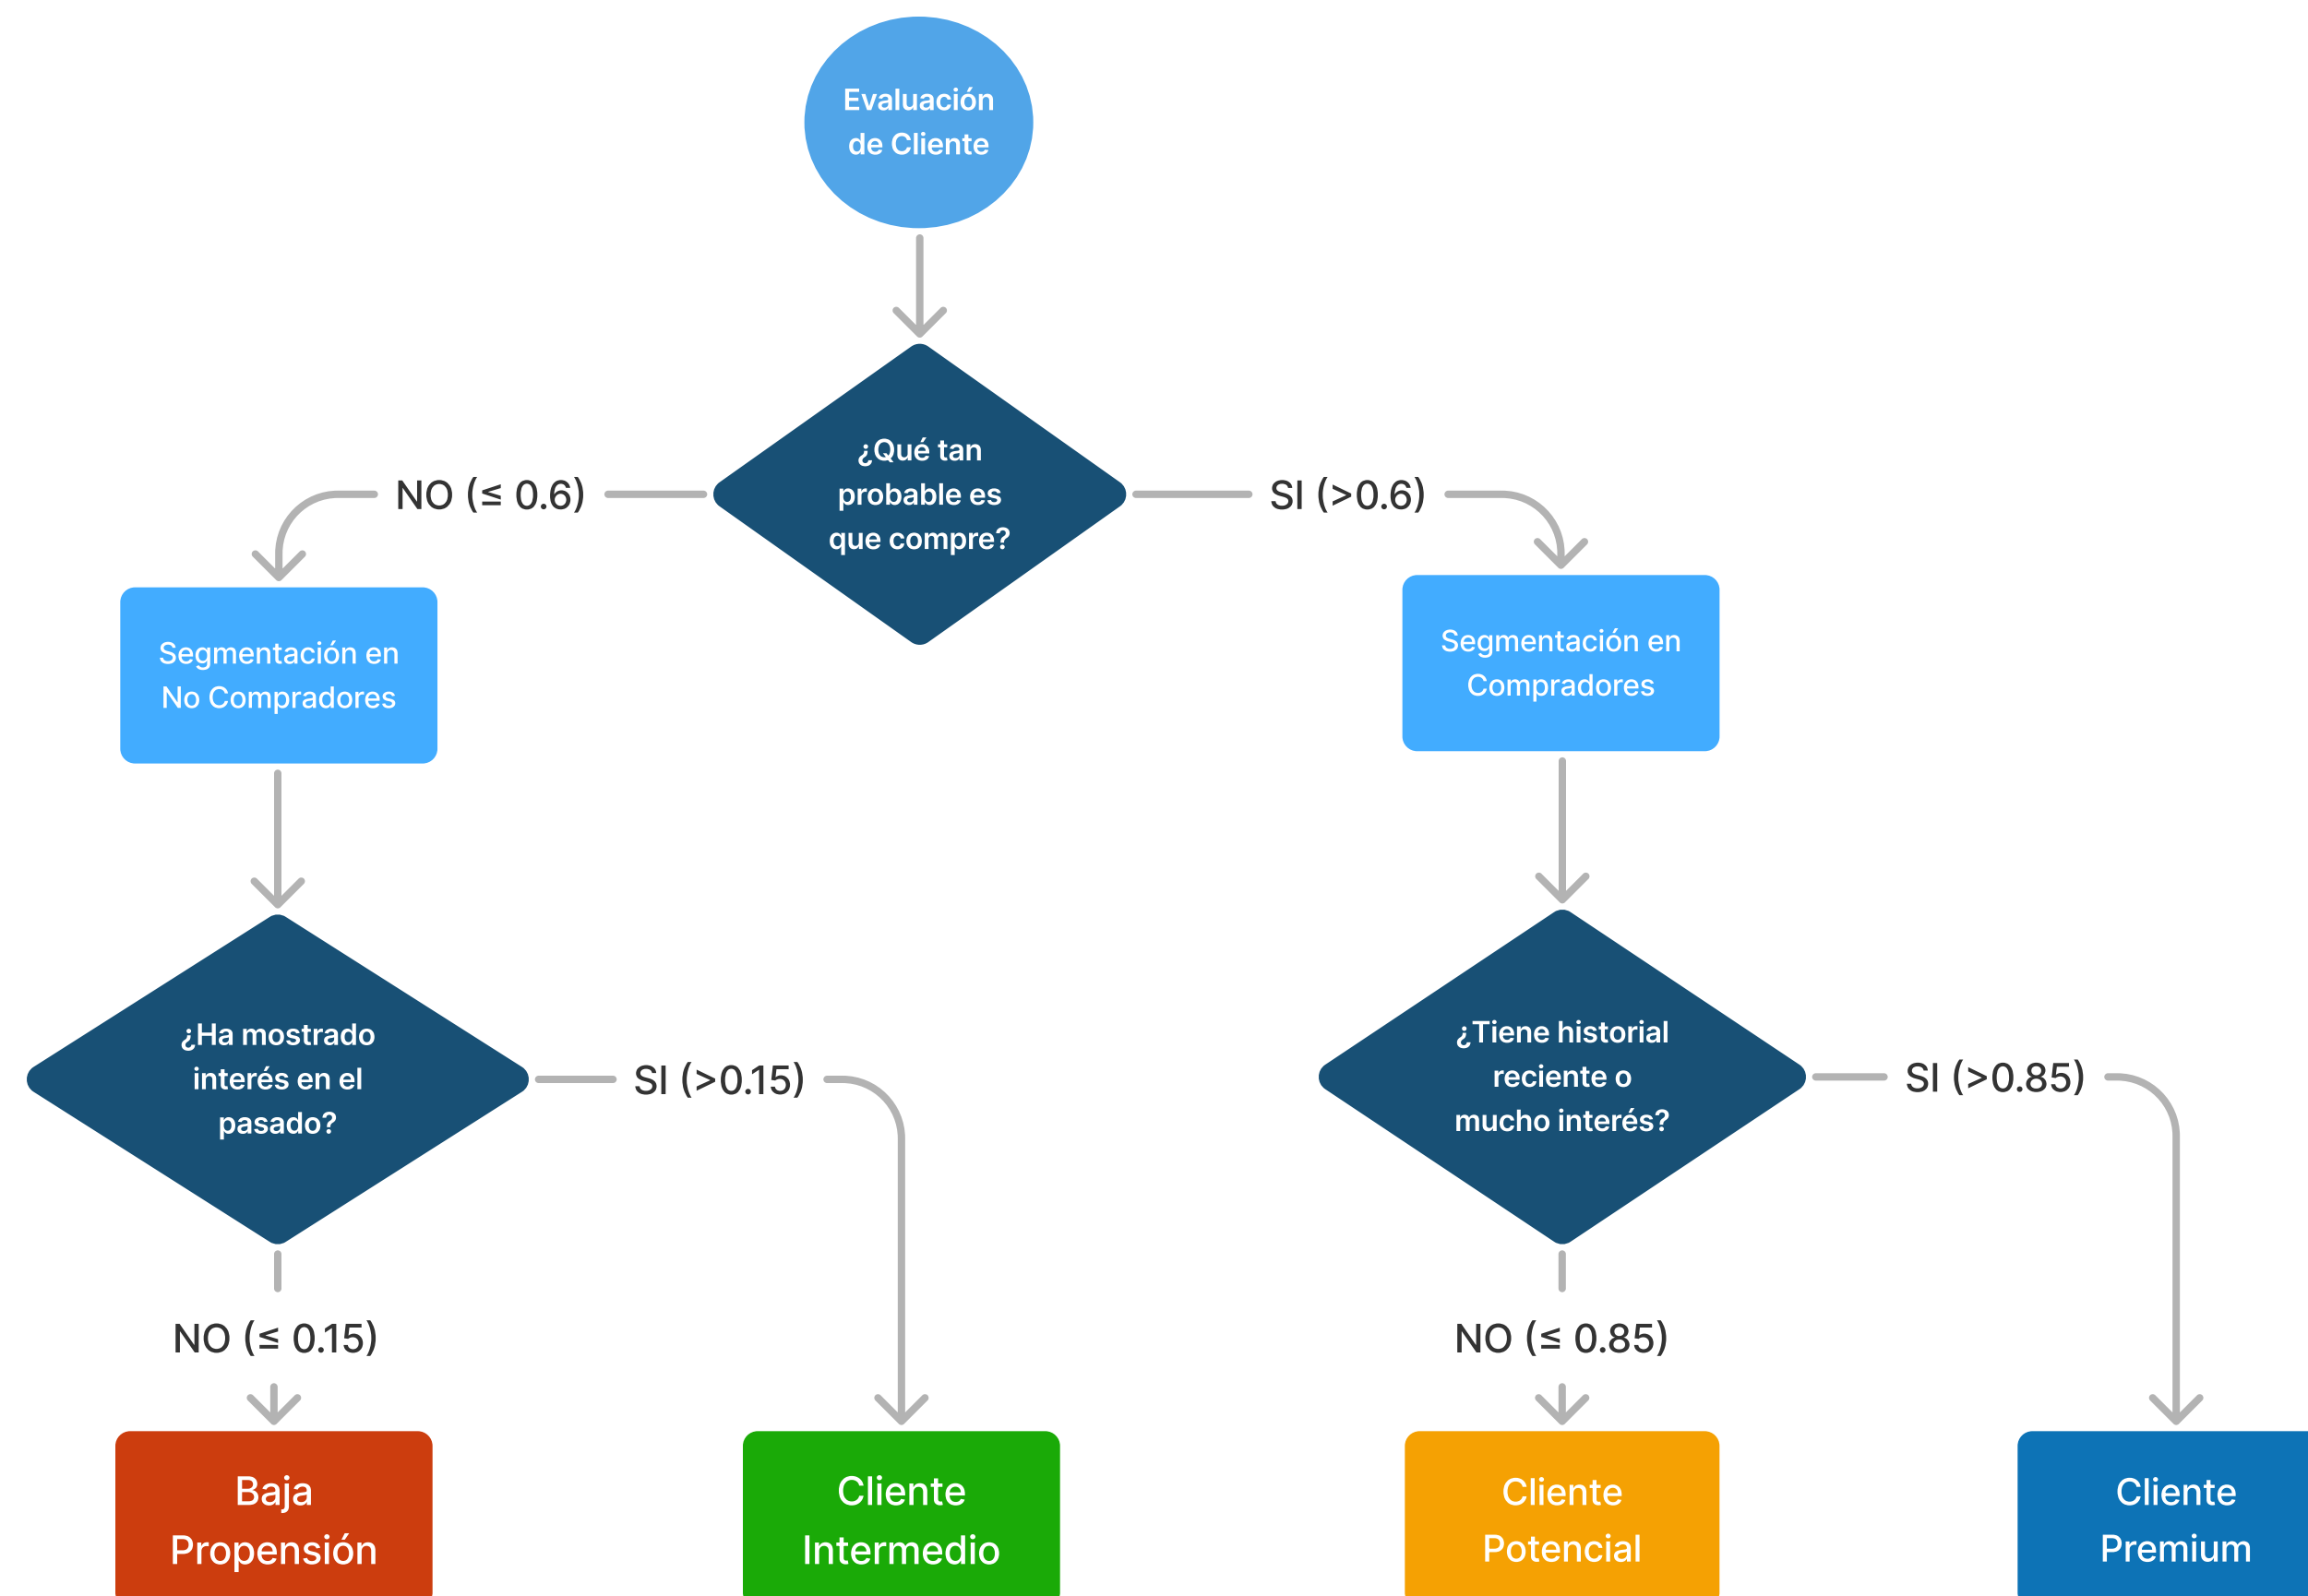 Evaluación
de Cliente
¿Qué tan
probable es
que compre?
NO (≤ 0.6)
SI (>0.6)
Segmentación en
No Compradores
Segmentación en
Compradores
¿Ha mostrado
interés en el
pasado?
SI (>0.15)
¿Tiene historial
reciente o
mucho interés?
SI (>0.85)
NO (≤ 0.15)
NO (≤ 0.85)
Baja
Propensión
Cliente
Intermedio
Cliente
Potencial
Cliente
Premium